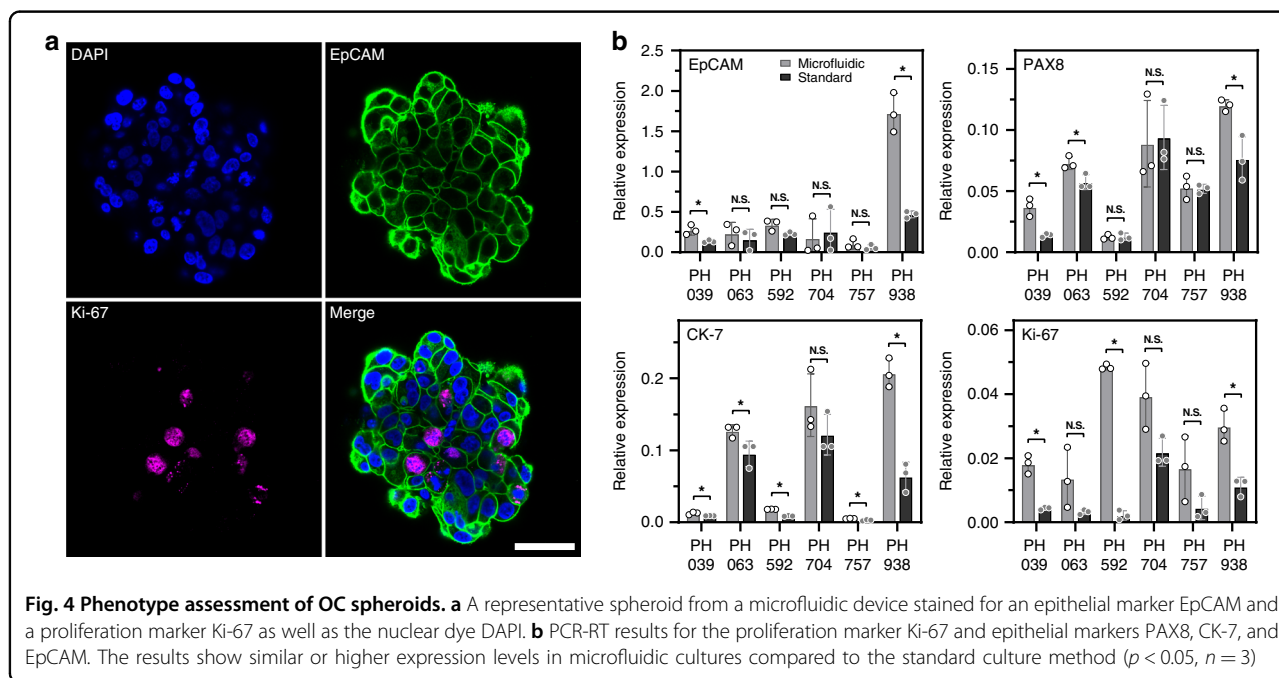 a
DAPI
EpCAM
Ki-67
Merge
b
EpCAM
Microfluidic
Standard
Relative expression
2.5
2.0
1.5
1.0
0.5
0.0
* N.S. N.S. N.S. N.S. *
PH PH PH PH PH PH
039 063 592 704 757 938
PAX8
Relative expression
0.15
0.10
0.05
0.00
* * N.S. N.S. N.S. *
PH PH PH PH PH PH
039 063 592 704 757 938
CK-7
Relative expression
0.2
0.1
0.0
* * * N.S. * *
PH PH PH PH PH PH
039 063 592 704 757 938
Ki-67
Relative expression
0.06
0.04
0.02
0.00
* N.S. * N.S. N.S. *
PH PH PH PH PH PH
039 063 592 704 757 938
Fig. 4 Phenotype assessment of OC spheroids. a A representative spheroid from a microfluidic device stained for an epithelial marker EpCAM and
a proliferation marker Ki-67 as well as the nuclear dye DAPI. b PCR-RT results for the proliferation marker Ki-67 and epithelial markers PAX8, CK-7, and
EpCAM. The results show similar or higher expression levels in microfluidic cultures compared to the standard culture method (p < 0.05, n = 3)